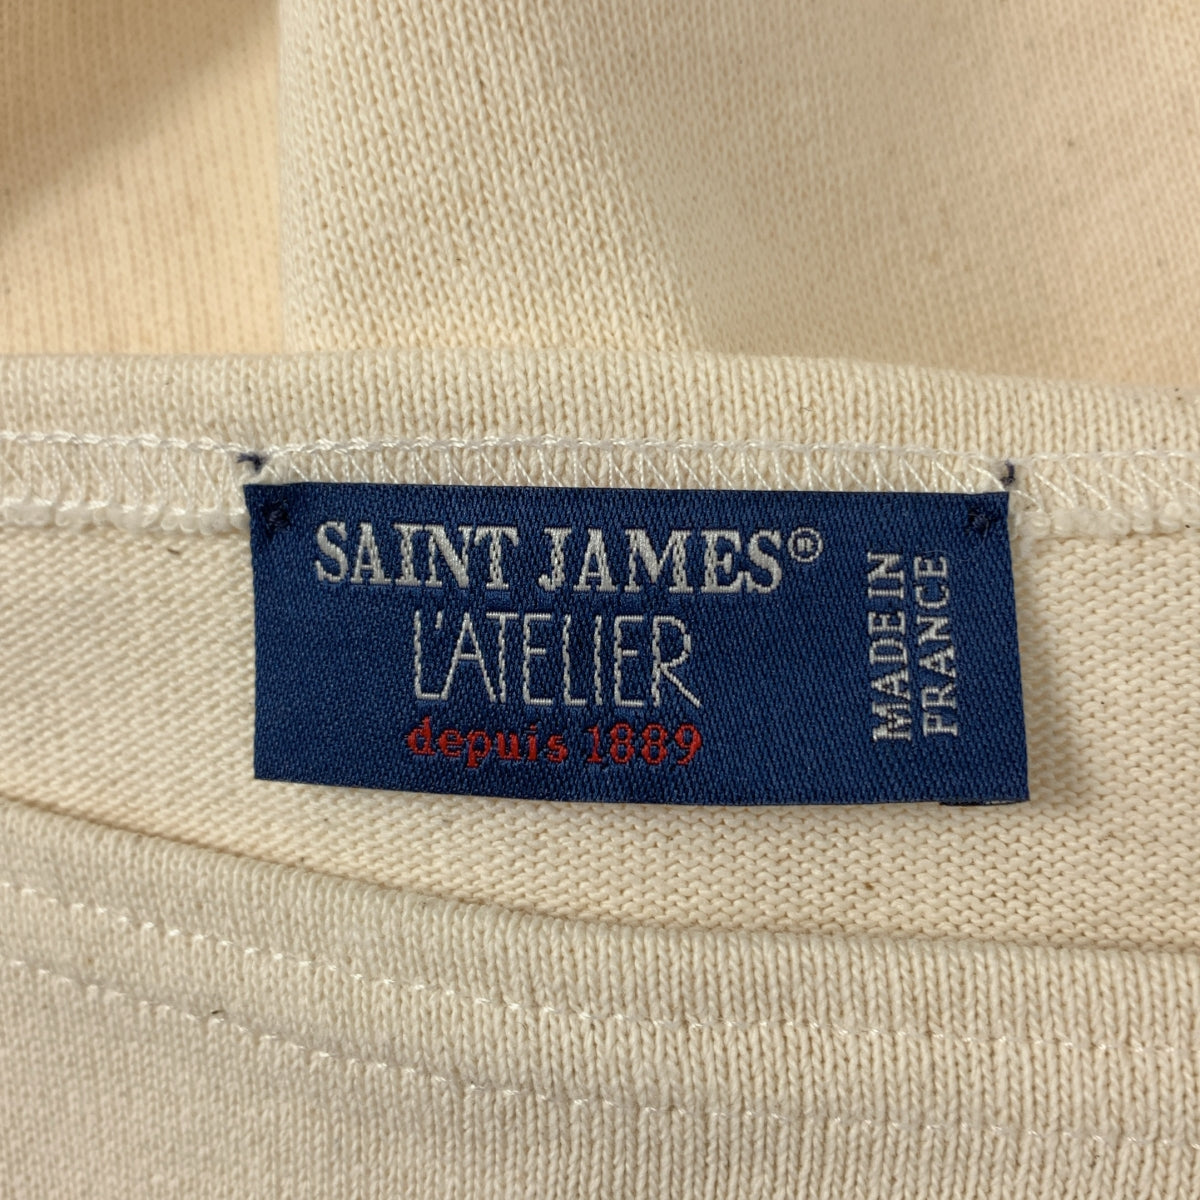 SAINT JAMES®
L'ATELIER
depuis 1889
MADE IN
FRANCE